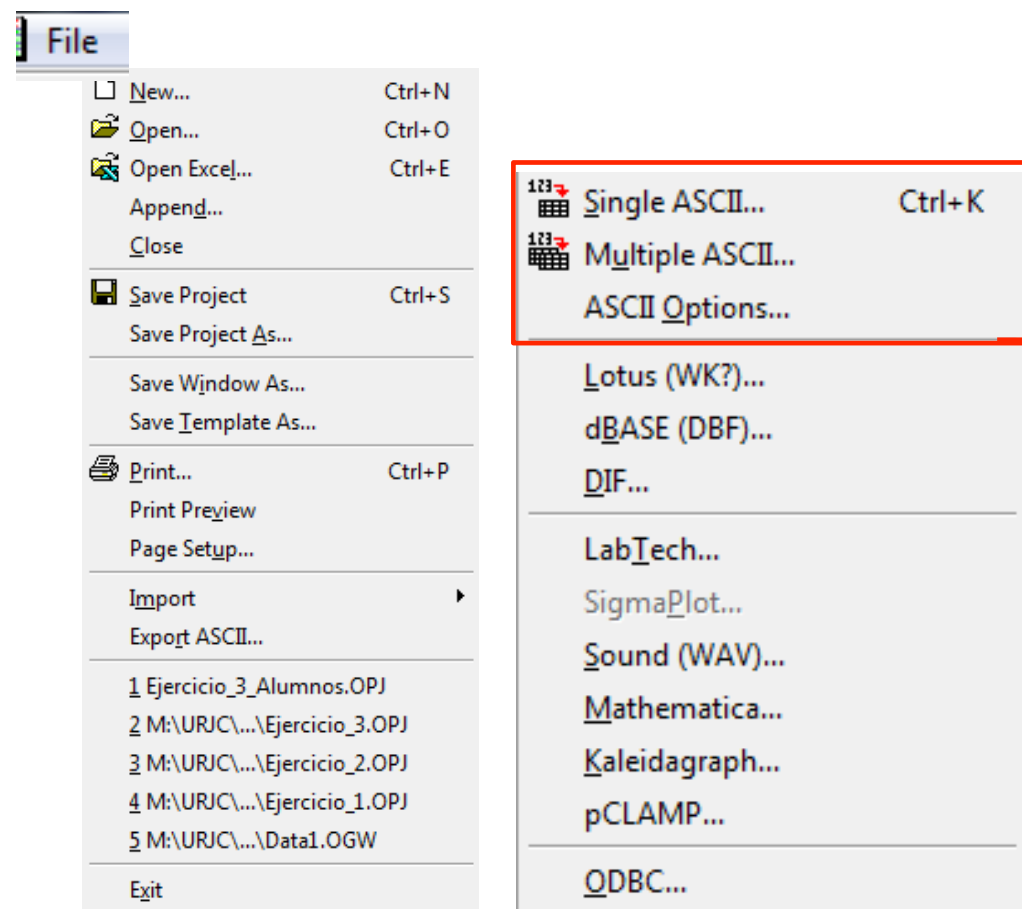 File
New... Ctrl+N
Open... Ctrl+O
Open Excel... Ctrl+E
Append...
Close
Save Project Ctrl+S
Save Project As...
Save Window As...
Save Template As...
Print... Ctrl+P
Print Preview
Page Setup...
Import
Export ASCII...
1 Ejercicio_3_Alumnos.OPJ
2 M:\URJC\...\Ejercicio_3.OPJ
3 M:\URJC\...\Ejercicio_2.OPJ
4 M:\URJC\...\Ejercicio_1.OPJ
5 M:\URJC\...\Data1.OGW
Exit
123 Single ASCII... Ctrl+K
123 Multiple ASCII...
ASCII Options...
Lotus (WK?)...
dBASE (DBF)...
DIF...
LabTech...
SigmaPlot...
Sound (WAV)...
Mathematica...
Kaleidagraph...
pCLAMP...
ODBC...